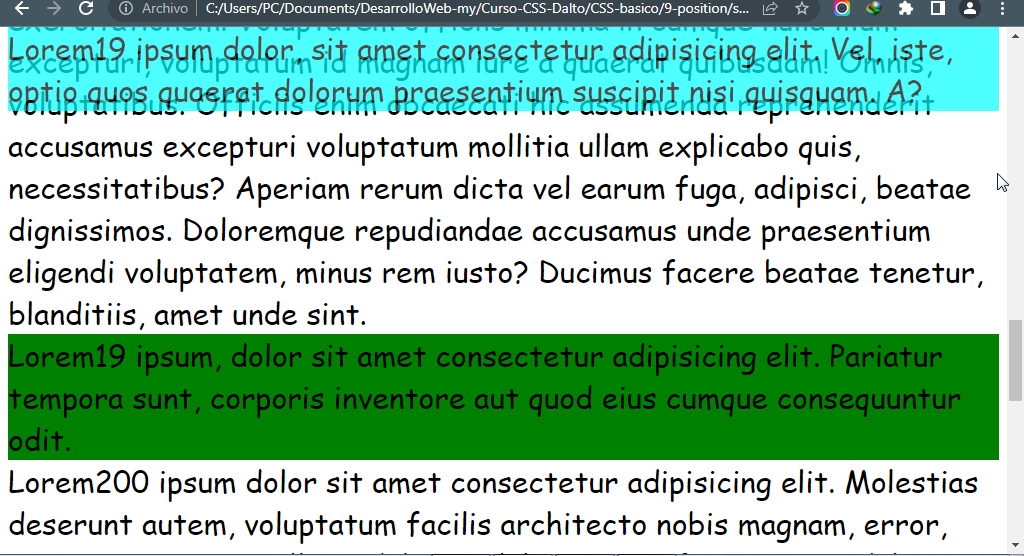 Archivo | C:/Users/PC/Documents/DesarrolloWeb-my/Curso-CSS-Dalto/CSS-basico/9-position/s...
Lorem19 ipsum dolor, sit amet consectetur adipisicing elit. Vel, iste,
excepturi, voluptatum id magnam iure a quaerat quibusdam! Omnis,
optio quos quaerat dolorum praesentium suscipit nisi quisquam. A?
voluptatibus. Officiis enim obcaecati hic assumenda reprehenderit
accusamus excepturi voluptatum mollitia ullam explicabo quis,
necessitatibus? Aperiam rerum dicta vel earum fuga, adipisci, beatae
dignissimos. Doloremque repudiandae accusamus unde praesentium
eligendi voluptatem, minus rem iusto? Ducimus facere beatae tenetur,
blanditiis, amet unde sint.
Lorem19 ipsum, dolor sit amet consectetur adipisicing elit. Pariatur
tempora sunt, corporis inventore aut quod eius cumque consequuntur
odit.
Lorem200 ipsum dolor sit amet consectetur adipisicing elit. Molestias
deserunt autem, voluptatum facilis architecto nobis magnam, error,